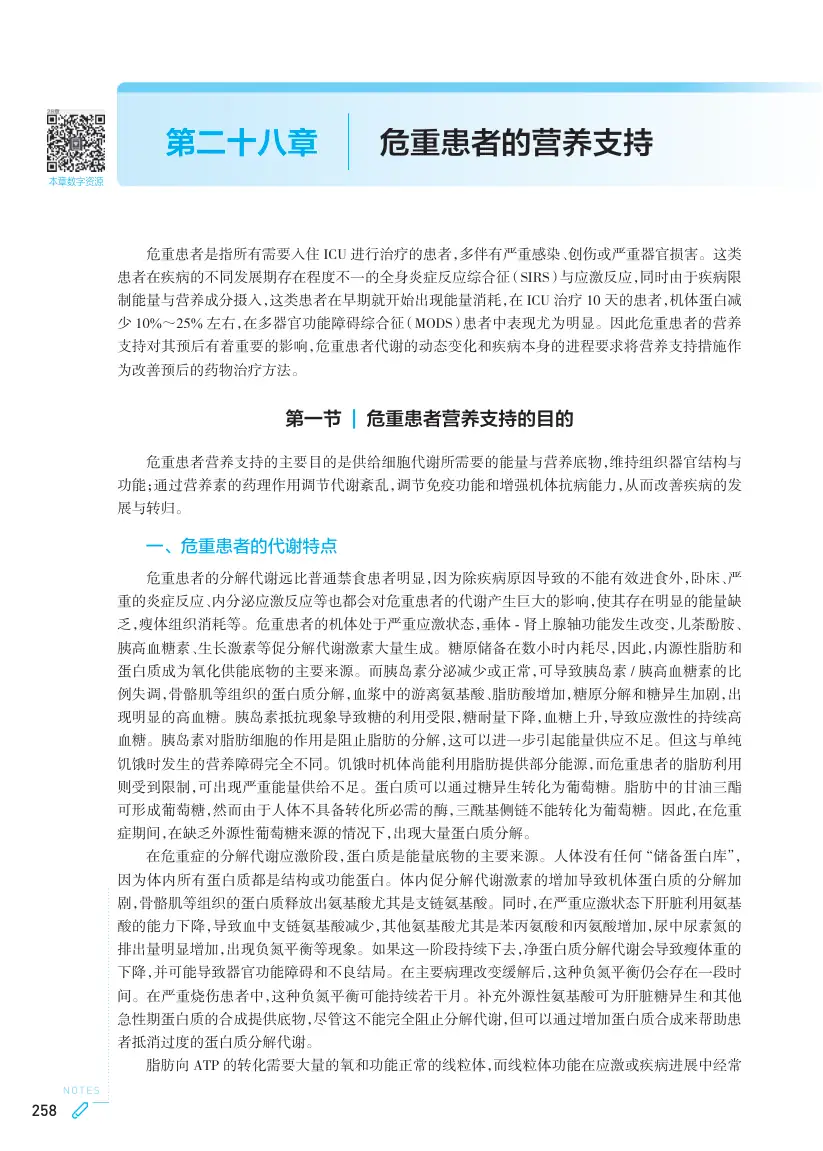 第二十八章
危重患者的营养支持
本章数字资源
危重患者是指所有需要入住 ICU 进行治疗的患者,多伴有严重感染、创伤或严重器官损害。这类
患者在疾病的不同发展期存在程度不一的全身炎症反应综合征(SIRS)与应激反应,同时由于疾病限
制能量与营养成分摄入,这类患者在早期就开始出现能量消耗,在 ICU 治疗 10 天的患者,机体蛋白减
少 10%～25% 左右,在多器官功能障碍综合征(MODS)患者中表现尤为明显。因此危重患者的营养
支持对其预后有着重要的影响,危重患者代谢的动态变化和疾病本身的进程要求将营养支持措施作
为改善预后的药物治疗方法。
第一节 | 危重患者营养支持的目的
危重患者营养支持的主要目的是供给细胞代谢所需要的能量与营养底物,维持组织器官结构与
功能;通过营养素的药理作用调节代谢紊乱,调节免疫功能和增强机体抗病能力,从而改善疾病的发
展与转归。
一、危重患者的代谢特点
危重患者的分解代谢远比普通禁食患者明显,因为除疾病原因导致的不能有效进食外,卧床、严
重的炎症反应、内分泌应激反应等也都会对危重患者的代谢产生巨大的影响,使其存在明显的能量缺
乏,瘦体组织消耗等。危重患者的机体处于严重应激状态,垂体 - 肾上腺轴功能发生改变,儿茶酚胺、
胰高血糖素、生长激素等促分解代谢激素大量生成。糖原储备在数小时内耗尽,因此,内源性脂肪和
蛋白质成为氧化供能底物的主要来源。而胰岛素分泌减少或正常,可导致胰岛素 / 胰高血糖素的比
例失调,骨骼肌等组织的蛋白质分解,血浆中的游离氨基酸、脂肪酸增加,糖原分解和糖异生加剧,出
现明显的高血糖。胰岛素抵抗现象导致糖的利用受限,糖耐量下降,血糖上升,导致应激性的持续高
血糖。胰岛素对脂肪细胞的作用是阻止脂肪的分解,这可以进一步引起能量供应不足。但这与单纯
饥饿时发生的营养障碍完全不同。饥饿时机体尚能利用脂肪提供部分能源,而危重患者的脂肪利用
则受到限制,可出现严重能量供给不足。蛋白质可以通过糖异生转化为葡萄糖。脂肪中的甘油三酯
可形成葡萄糖,然而由于人体不具备转化所必需的酶,三酰基侧链不能转化为葡萄糖。因此,在危重
症期间,在缺乏外源性葡萄糖来源的情况下,出现大量蛋白质分解。
在危重症的分解代谢应激阶段,蛋白质是能量底物的主要来源。人体没有任何 “储备蛋白库”,
因为体内所有蛋白质都是结构或功能蛋白。体内促分解代谢激素的增加导致机体蛋白质的分解加
剧,骨骼肌等组织的蛋白质释放出氨基酸尤其是支链氨基酸。同时,在严重应激状态下肝脏利用氨基
酸的能力下降,导致血中支链氨基酸减少,其他氨基酸尤其是苯丙氨酸和丙氨酸增加,尿中尿素氮的
排出量明显增加,出现负氮平衡等现象。如果这一阶段持续下去,净蛋白质分解代谢会导致瘦体重的
下降,并可能导致器官功能障碍和不良结局。在主要病理改变缓解后,这种负氮平衡仍会存在一段时
间。在严重烧伤患者中,这种负氮平衡可能持续若干月。补充外源性氨基酸可为肝脏糖异生和其他
急性期蛋白质的合成提供底物,尽管这不能完全阻止分解代谢,但可以通过增加蛋白质合成来帮助患
者抵消过度的蛋白质分解代谢。
脂肪向 ATP 的转化需要大量的氧和功能正常的线粒体,而线粒体功能在应激或疾病进展中经常
NOTES
258